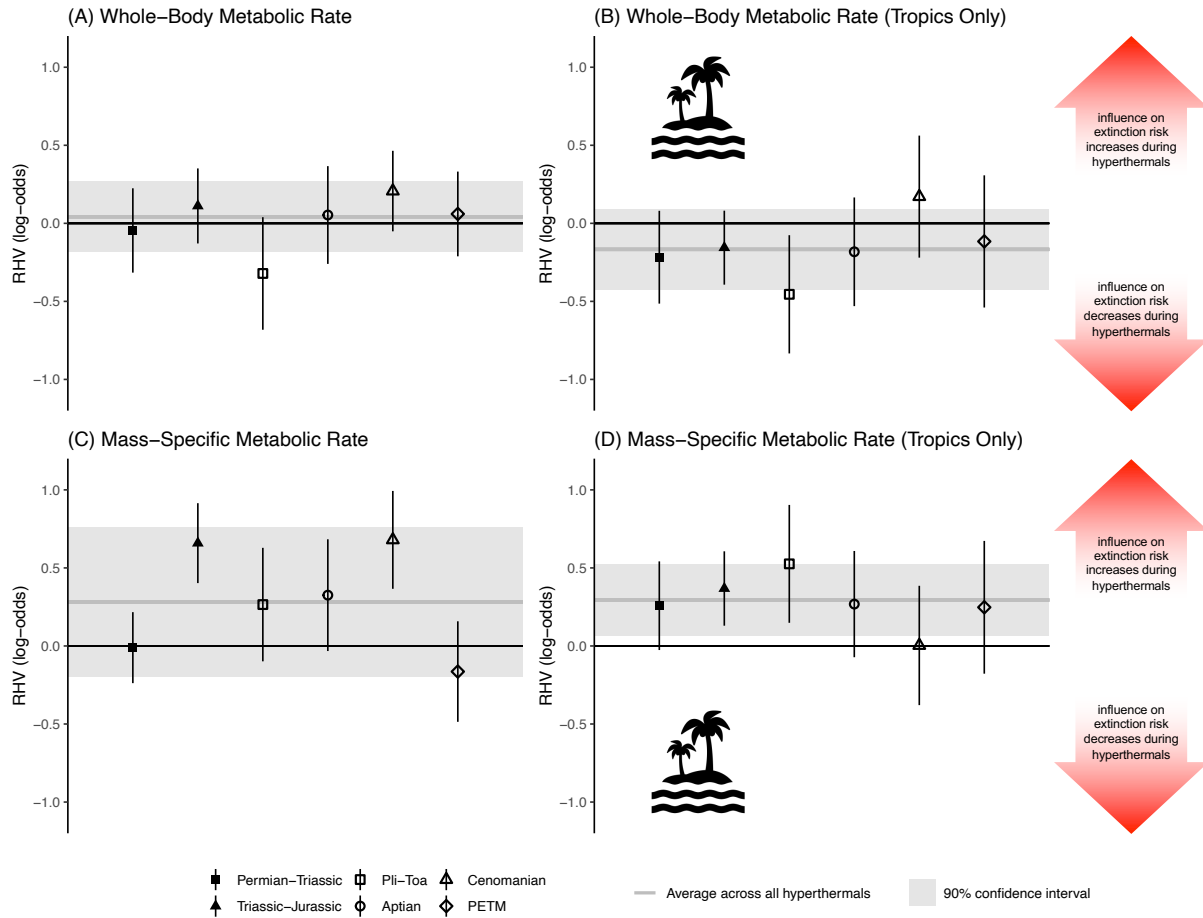 (A) Whole−Body Metabolic Rate
(B) Whole−Body Metabolic Rate (Tropics Only)
RHV (log−odds)
1.0
0.5
0.0
−0.5
−1.0
RHV (log−odds)
1.0
0.5
0.0
−0.5
−1.0
influence on
extinction risk
increases during
hyperthermals
influence on
extinction risk
decreases during
hyperthermals
(C) Mass−Specific Metabolic Rate
(D) Mass−Specific Metabolic Rate (Tropics Only)
RHV (log−odds)
1.0
0.5
0.0
−0.5
−1.0
RHV (log−odds)
1.0
0.5
0.0
−0.5
−1.0
influence on
extinction risk
increases during
hyperthermals
influence on
extinction risk
decreases during
hyperthermals
Permian−Triassic
Pli−Toa
Cenomanian
Triassic−Jurassic
Aptian
PETM
Average across all hyperthermals
90% confidence interval